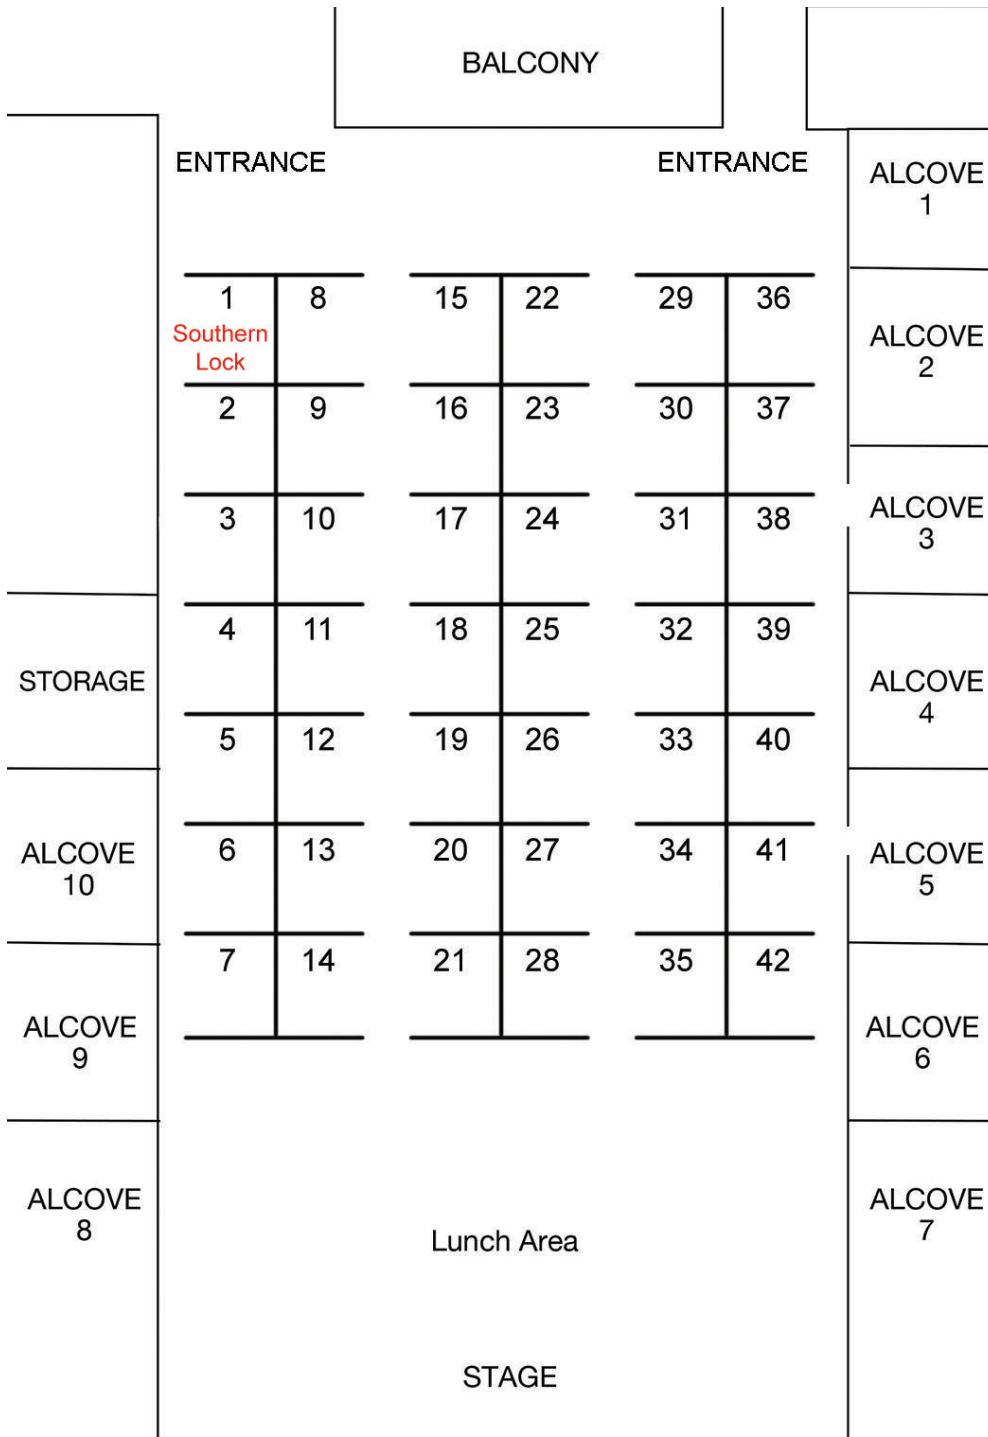 BALCONY
ENTRANCE ENTRANCE
ALCOVE
1
1 8 15 22 29 36
Southern
Lock
ALCOVE
2
2 9 16 23 30 37
3 10 17 24 31 38
ALCOVE
3
4 11 18 25 32 39
STORAGE
ALCOVE
4
5 12 19 26 33 40
6 13 20 27 34 41
ALCOVE
10
ALCOVE
5
7 14 21 28 35 42
ALCOVE
9
ALCOVE
6
ALCOVE
8
ALCOVE
7
Lunch Area
STAGE